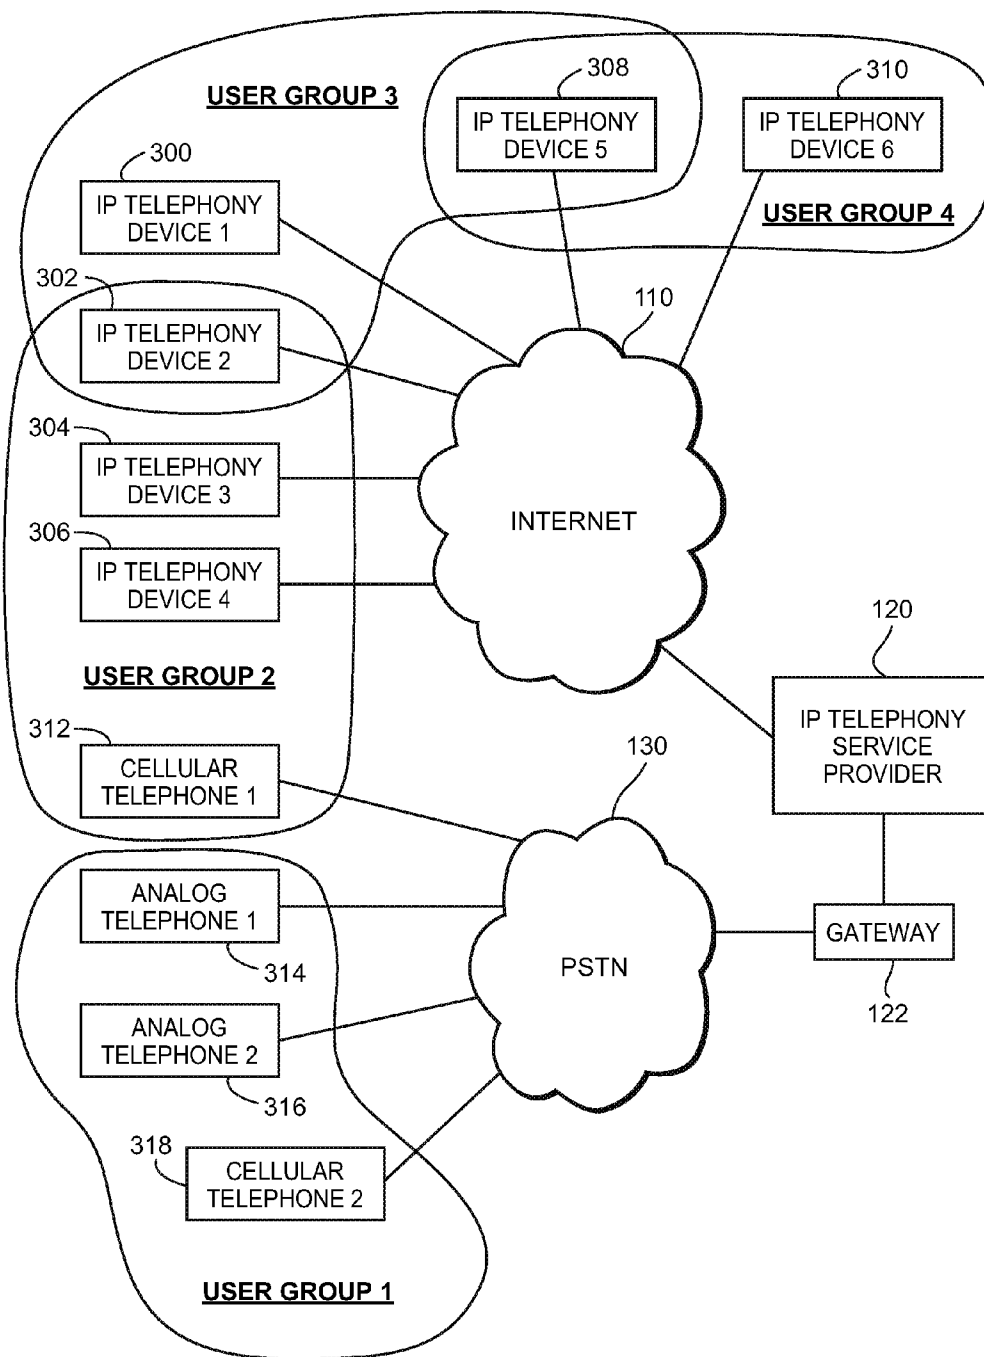 USER GROUP 3
308
310
IP TELEPHONY
DEVICE 5
IP TELEPHONY
DEVICE 6
300
IP TELEPHONY
DEVICE 1
USER GROUP 4
302
IP TELEPHONY
DEVICE 2
110
304
IP TELEPHONY
DEVICE 3
INTERNET
306
IP TELEPHONY
DEVICE 4
120
USER GROUP 2
IP TELEPHONY
SERVICE
PROVIDER
312
CELLULAR
TELEPHONE 1
130
ANALOG
TELEPHONE 1
314
GATEWAY
PSTN
122
ANALOG
TELEPHONE 2
316
318
CELLULAR
TELEPHONE 2
USER GROUP 1